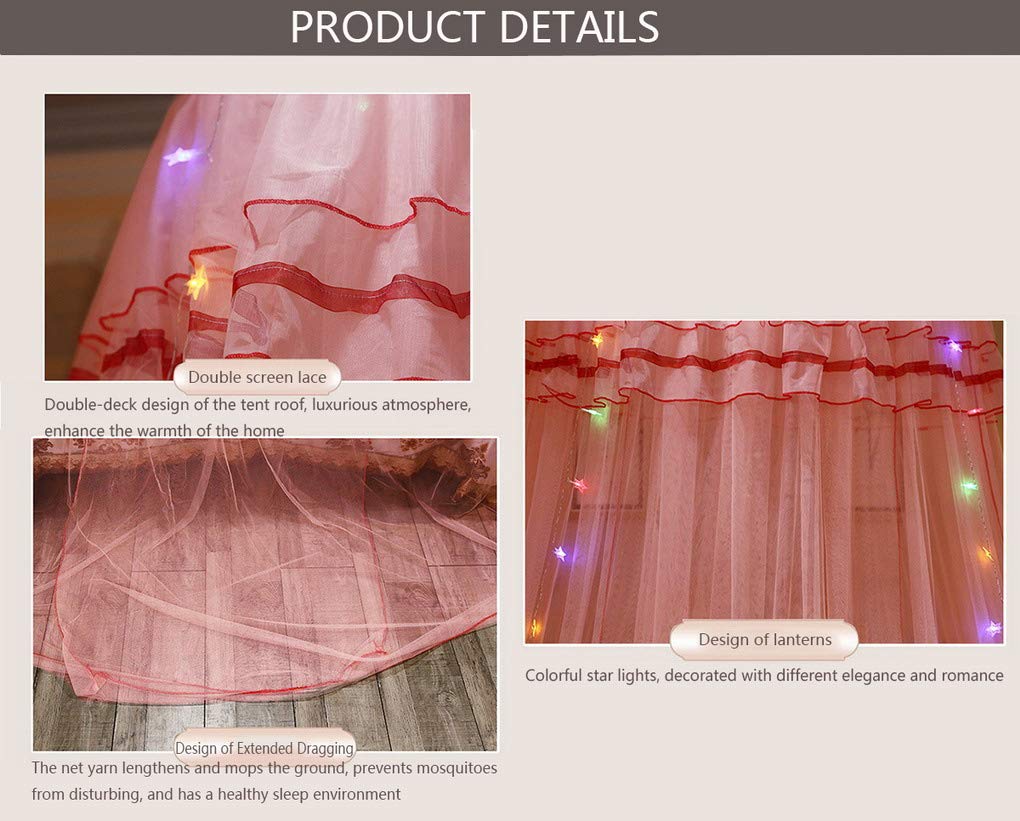 PRODUCT DETAILS
Double screen lace
Double-deck design of the tent roof, luxurious atmosphere,
enhance the warmth of the home
Design of Extended Dragging
The net yarn lengthens and mops the ground, prevents mosquitoes
from disturbing, and has a healthy sleep environment
Design of lanterns
Colorful star lights, decorated with different elegance and romance